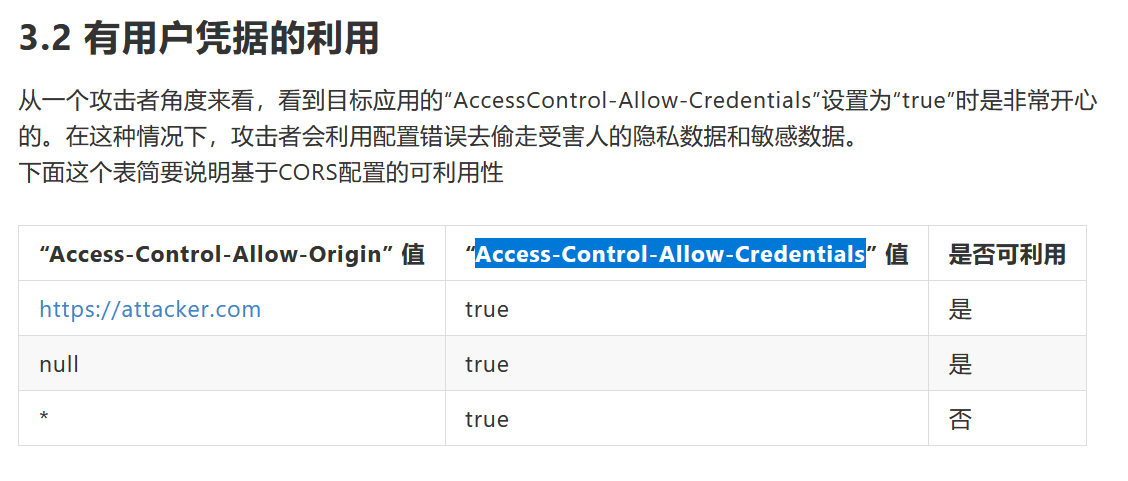 3.2 有用户凭据的利用
从一个攻击者角度来看，看到目标应用的“AccessControl-Allow-Credentials”设置为“true”时是非常开心
的。在这种情况下，攻击者会利用配置错误去偷走受害人的隐私数据和敏感数据。
下面这个表简要说明基于CORS配置的可利用性
“Access-Control-Allow-Origin” 值 “Access-Control-Allow-Credentials” 值 是否可利用
https://attacker.com true 是
null true 是
* true 否